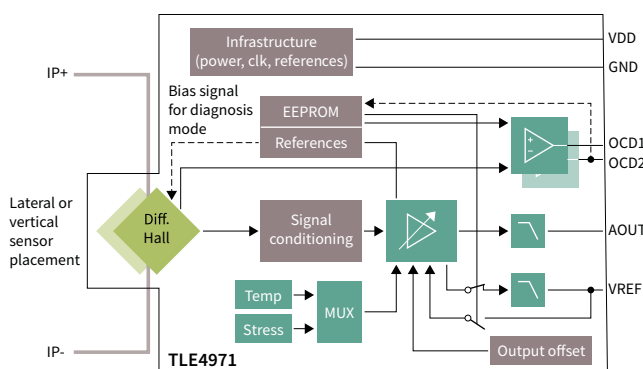 Infrastructure
(power, clk, references)
VDD
GND
IP+
Bias signal
for diagnosis
mode
EEPROM
References
OCD1
OCD2
Lateral or
vertical
sensor
placement
Diff.
Hall
Signal
conditioning
AOUT
Temp
Stress
MUX
VREF
Output offset
IP-
TLE4971